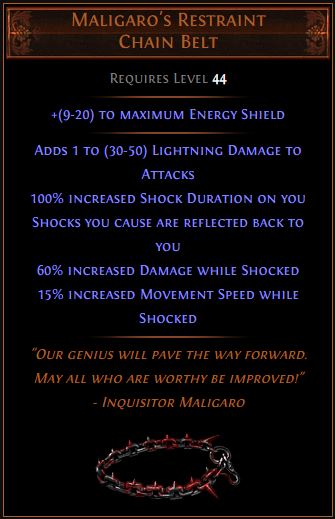 Maligaro's Restraint
Chain Belt
Requires Level 44
+(9-20) to maximum Energy Shield
Adds 1 to (30-50) Lightning Damage to
Attacks
100% increased Shock Duration on you
Shocks you cause are reflected back to
you
60% increased Damage while Shocked
15% increased Movement Speed while
Shocked
"Our genius will pave the way forward.
May all who are worthy be improved!"
- Inquisitor Maligaro